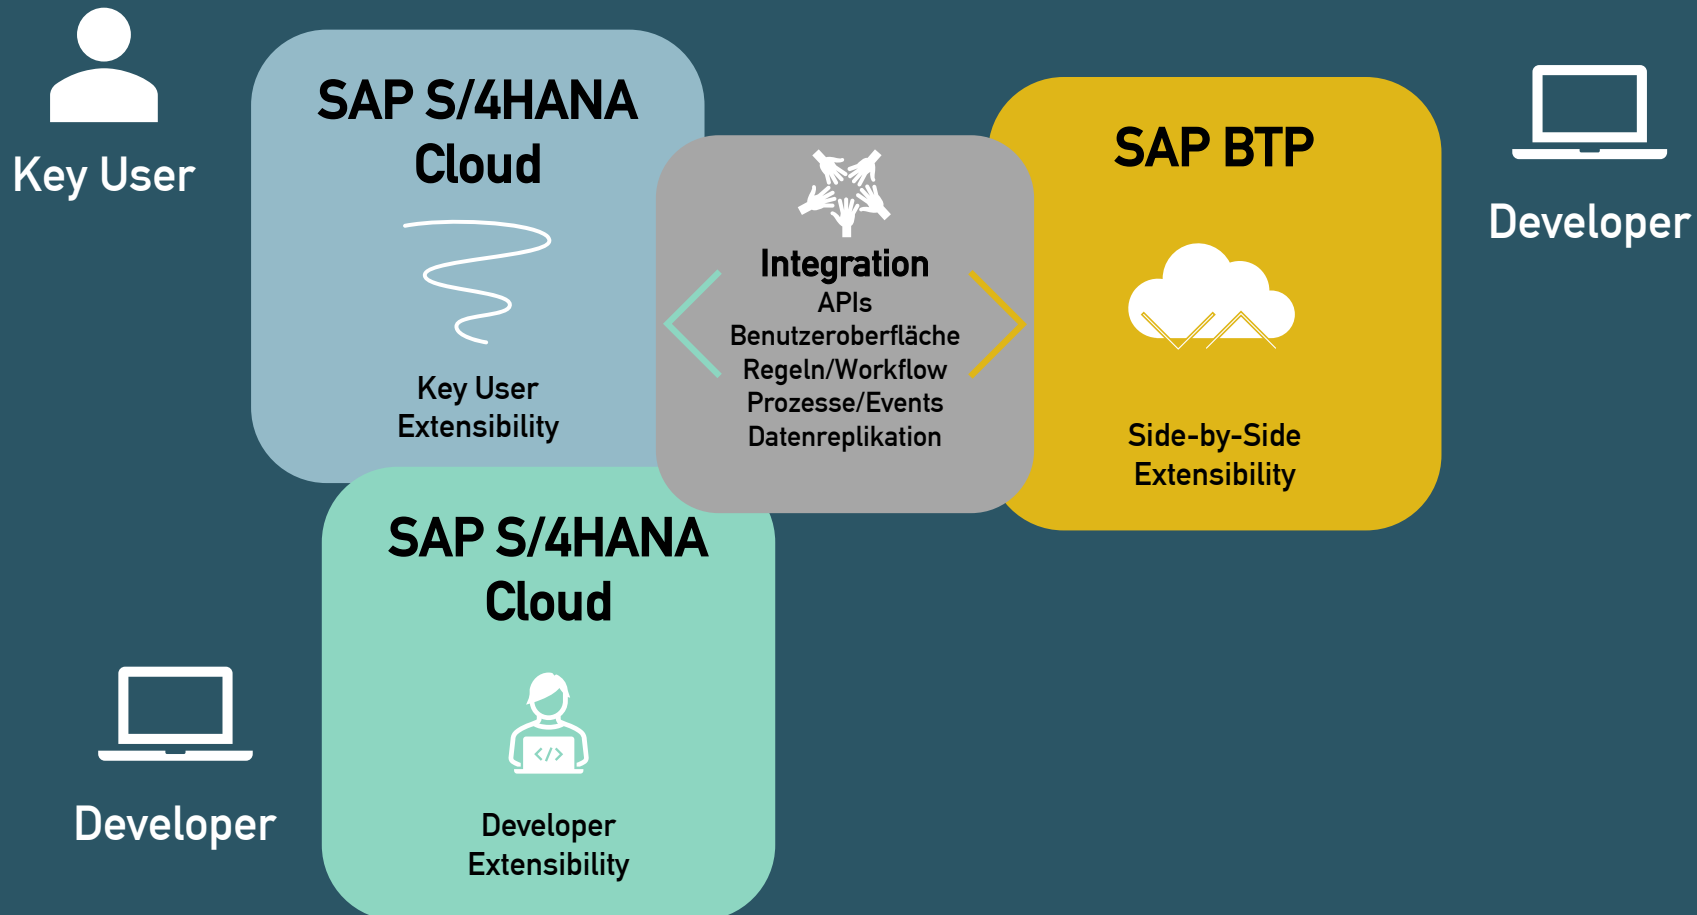 Key User
SAP S/4HANA
Cloud
Key User
Extensibility
Integration
APIs
Benutzeroberfläche
Regeln/Workflow
Prozesse/Events
Datenreplikation
SAP BTP
Side-by-Side
Extensibility
Developer
SAP S/4HANA
Cloud
</>
Developer
Extensibility
Developer